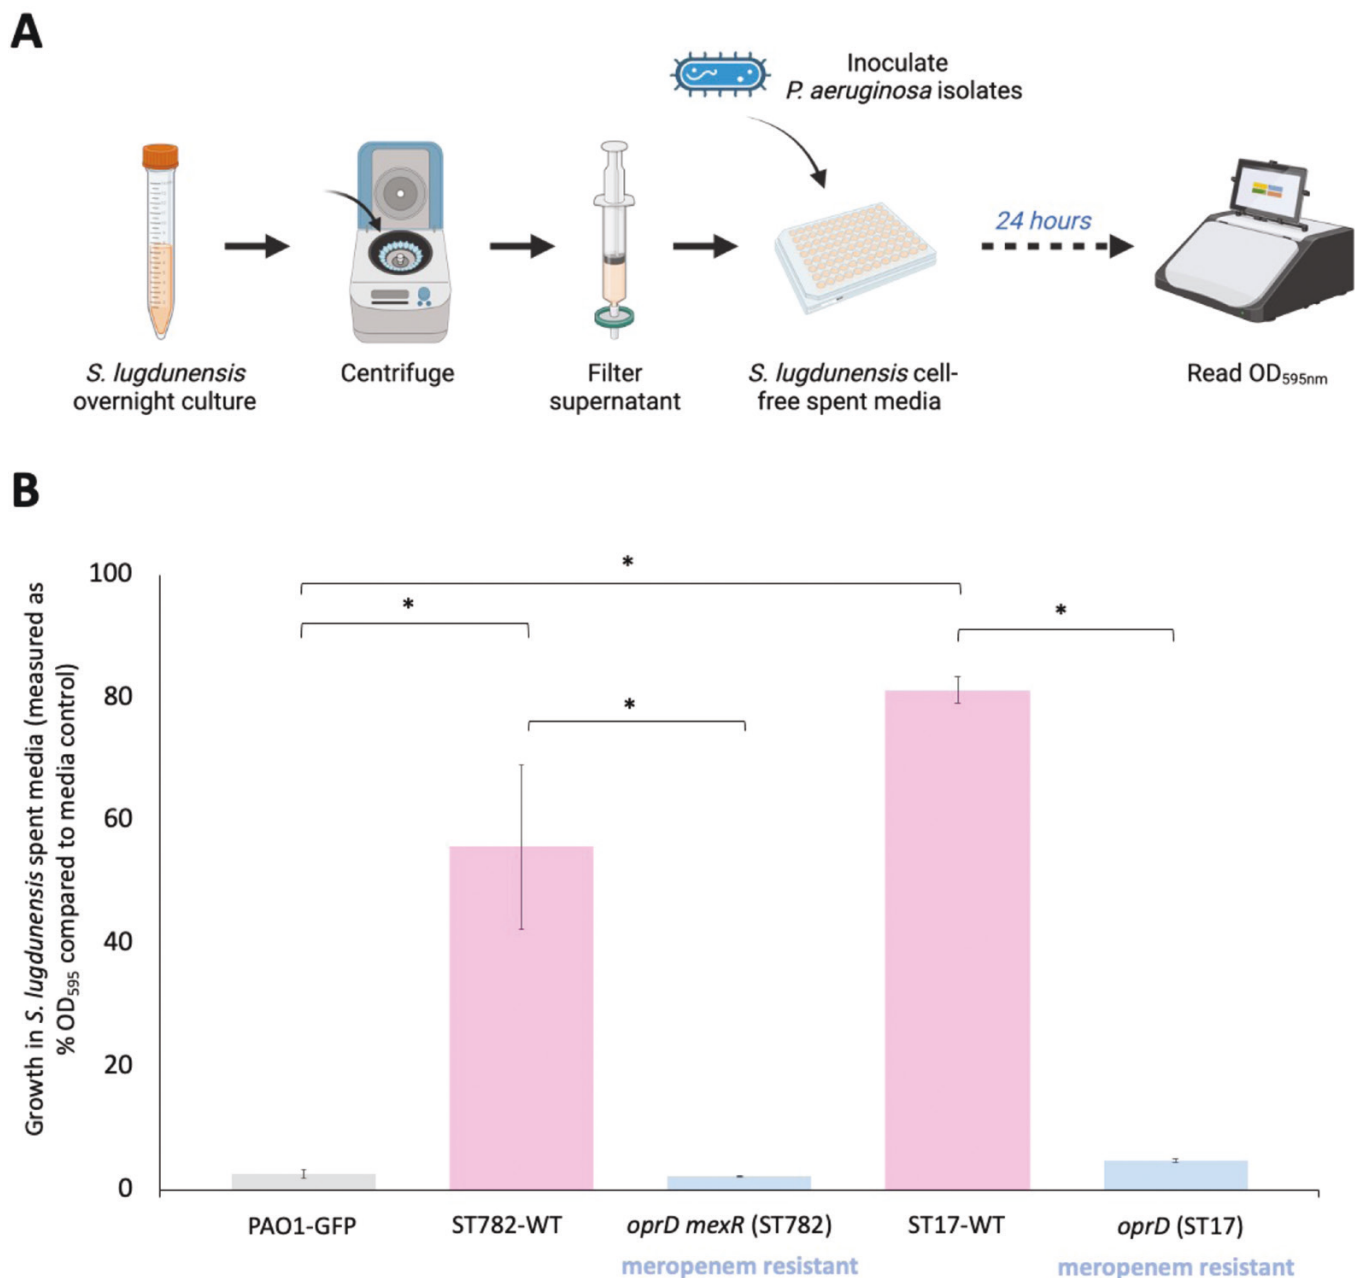 A
Inoculate
P. aeruginosa isolates
24 hours
S. lugdunensis
overnight culture
Centrifuge
Filter
supernatant
S. lugdunensis cell-
free spent media
Read OD595nm
B
Growth in S. lugdunensis spent media (measured as
% OD595 compared to media control)
100
80
60
40
20
0
*
*
*
*
PAO1-GFP
ST782-WT
oprD mexR (ST782)
meropenem resistant
ST17-WT
oprD (ST17)
meropenem resistant